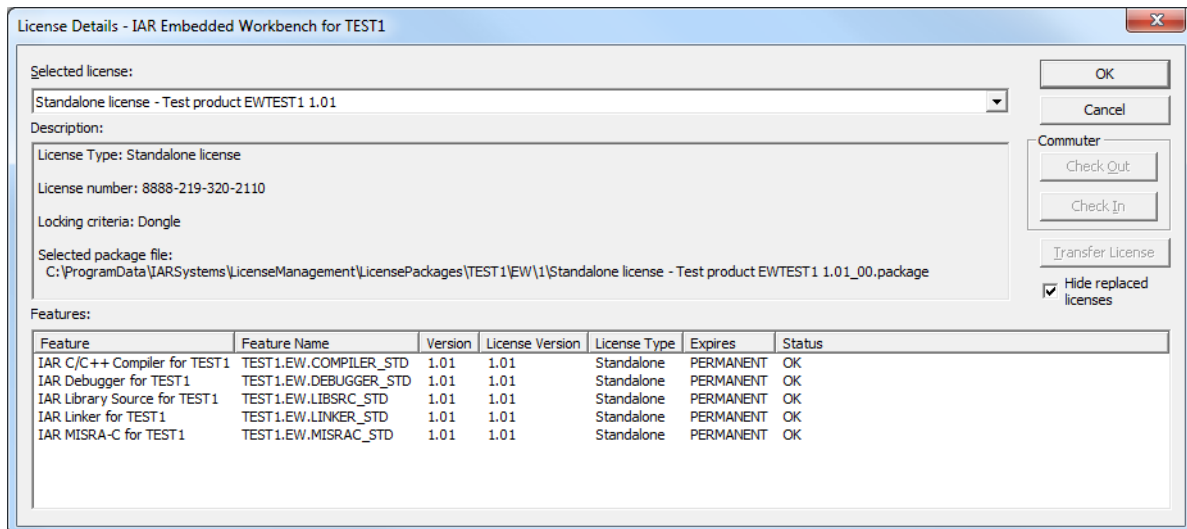 License Details - IAR Embedded Workbench for TEST1
Selected license:
Standalone license - Test product EWTEST1 1.01
Description:
License Type: Standalone license
License number: 8888-219-320-2110
Locking criteria: Dongle
Selected package file:
C:\ProgramData\IARSystems\LicenseManagement\LicensePackages\TEST1\EW\1\Standalone license - Test product EWTEST1 1.01_00.package
OK
Cancel
Commuter
Check Out
Check In
Transfer License
Hide replaced
licenses
Features:
Feature Feature Name Version License Version License Type Expires Status
IAR C/C++ Compiler for TEST1 TEST1.EW.COMPILER_STD 1.01 1.01 Standalone PERMANENT OK
IAR Debugger for TEST1 TEST1.EW.DEBUGGER_STD 1.01 1.01 Standalone PERMANENT OK
IAR Library Source for TEST1 TEST1.EW.LIBSRC_STD 1.01 1.01 Standalone PERMANENT OK
IAR Linker for TEST1 TEST1.EW.LINKER_STD 1.01 1.01 Standalone PERMANENT OK
IAR MISRA-C for TEST1 TEST1.EW.MISRAC_STD 1.01 1.01 Standalone PERMANENT OK